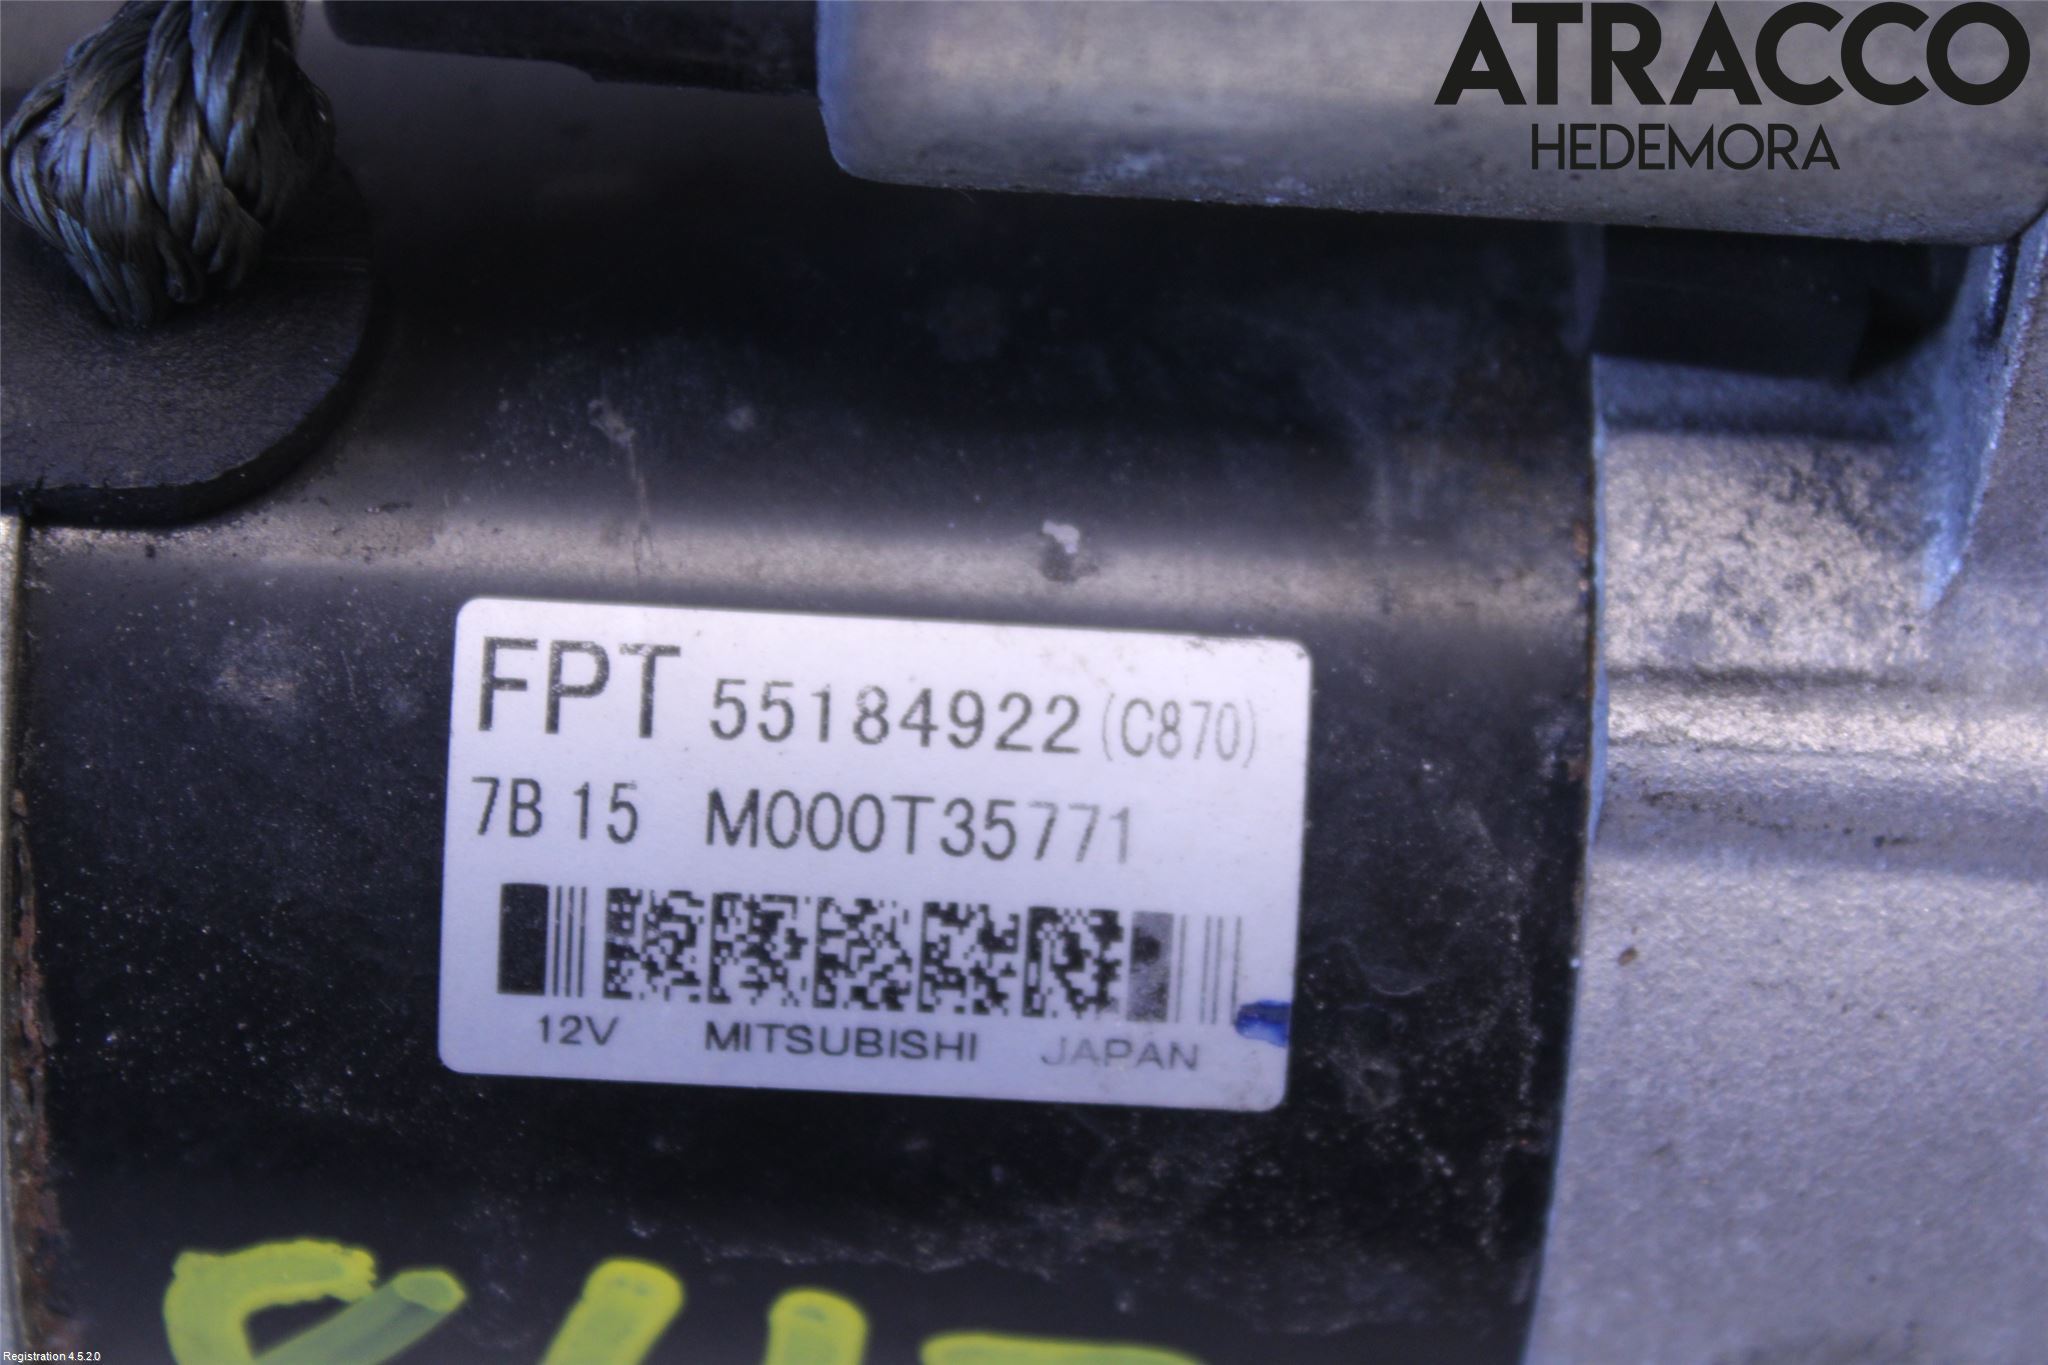 ATRACCO
HEDEMORA
FPT 55184922 (C870)
7B 15 M000T35771
12V MITSUBISHI JAPAN
Registration 4.5.2.0